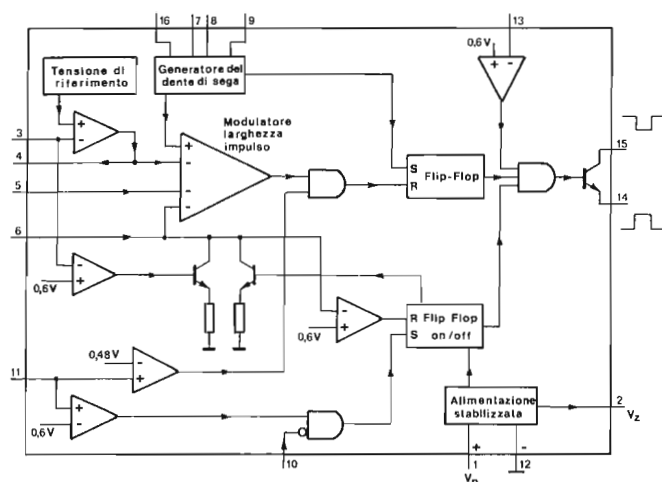 16 7 8 9 13
0,6V + -
Tensione di
riferimento
Generatore del
dente di sega
Modulatore
larghezza
impulso
3
+
-
4
+
-
-
5
15
S
R
Flip-Flop
14
6
-
+
0,6V
-
+
0,6V
R
S
Flip Flop
on/off
0,48V
-
+
11
+
-
0,6V
10
Alimentazione
stabilizzata
2
Vz
+ -
1 12
Vp